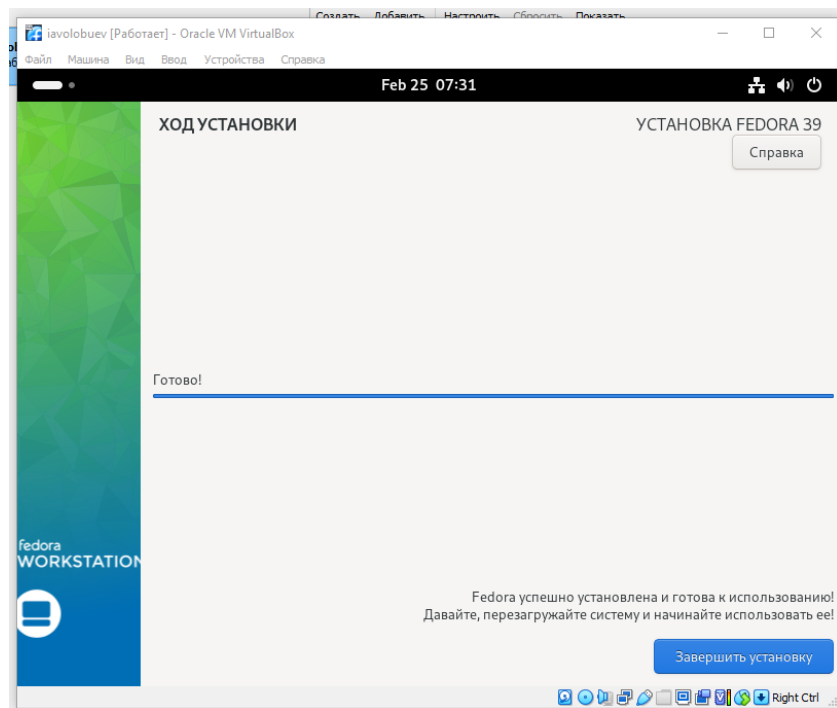 Создать Добавить Настроить Сбросить Показать
iavolobuev [Работает] - Oracle VM VirtualBox
Файл Машина Вид Ввод Устройства Справка
Feb 25 07:31
ХОД УСТАНОВКИ
УСТАНОВКА FEDORA 39
Справка
Готово!
fedora
WORKSTATION
Fedora успешно установлена и готова к использованию!
Давайте, перезагружайте систему и начинайте использовать ее!
Завершить установку
Right Ctrl